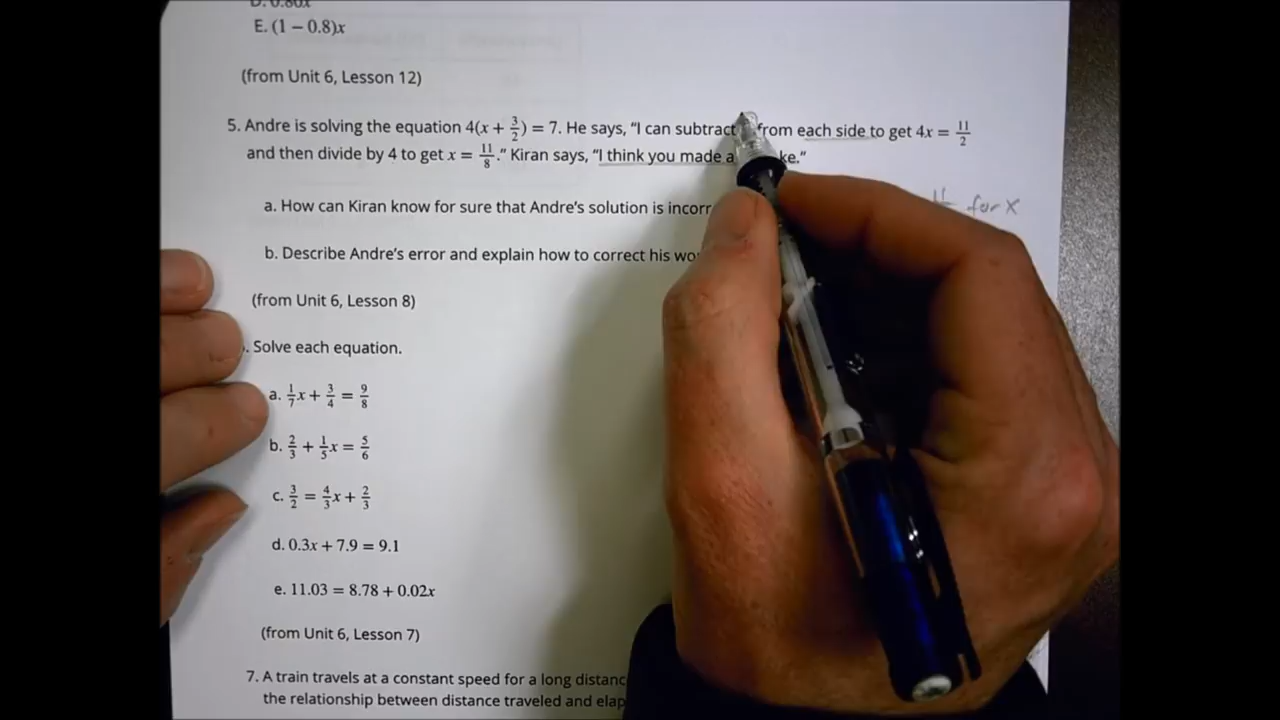 D. 0.80x
E. (1 − 0.8)x
(from Unit 6, Lesson 12)
5. Andre is solving the equation 4(x + 3/2) = 7. He says, “I can subtract from each side to get 4x = 11/2
and then divide by 4 to get x = 11/8.” Kiran says, “I think you made a
a. How can Kiran know for sure that Andre’s solution is
for x
b. Describe Andre’s error and explain how to correct his
(from Unit 6, Lesson 8)
. Solve each equation.
a. 1/7x + 3/4 = 9/8
b. 2/3 + 1/5x = 5/6
c. 3/2 = 4/3x + 2/3
d. 0.3x + 7.9 = 9.1
e. 11.03 = 8.78 + 0.02x
(from Unit 6, Lesson 7)
7. A train travels at a constant speed for a long
the relationship between distance traveled and